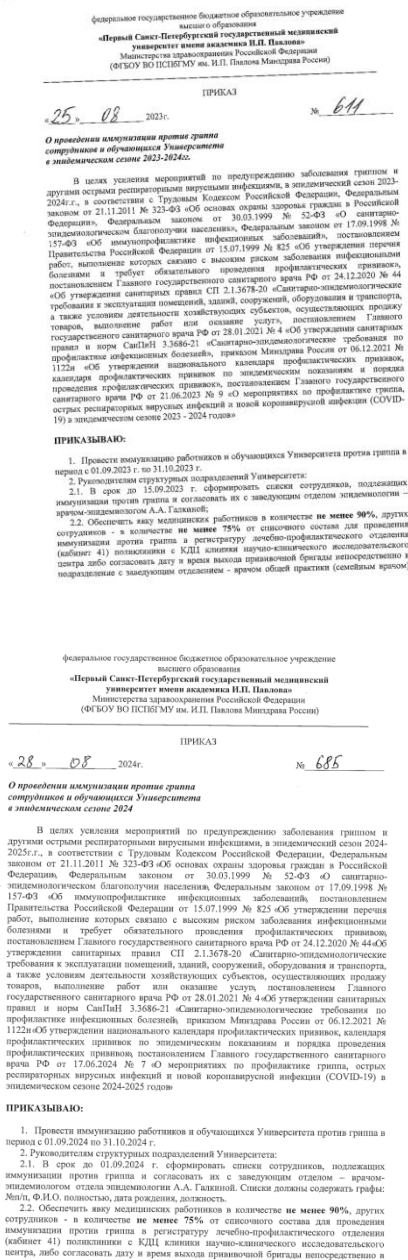 федеральное государственное бюджетное образовательное учреждение
высшего образования
«Первый Санкт-Петербургский государственный медицинский
университет имени академика И.П. Павлова»
Министерства здравоохранения Российской Федерации
(ФГБОУ ВО ПСПбГМУ им. И.П. Павлова Минздрава России)
ПРИКАЗ
«25» 08 2023г. № 611
О проведении иммунизации против гриппа
сотрудников и обучающихся Университета
в эпидемическом сезоне 2023-2024гг.
В целях усиления мероприятий по предупреждению заболевания гриппом и
другими острыми респираторными вирусными инфекциями, в эпидемический сезон 2023-
2024г.г., в соответствии с Трудовым Кодексом Российской Федерации, Федеральным
законом от 21.11.2011 № 323-ФЗ «Об основах охраны здоровья граждан в Российской
Федерации», Федеральным законом от 30.03.1999 № 52-ФЗ «О санитарно-
эпидемиологическом благополучии населения», Федеральным законом от 17.09.1998 №
157-ФЗ «Об иммунопрофилактике инфекционных заболеваний», постановлением
Правительства Российской Федерации от 15.07.1999 № 825 «Об утверждении перечня
работ, выполнение которых связано с высоким риском заболевания инфекционными
болезнями и требует обязательного проведения профилактических прививок»,
постановлением Главного государственного санитарного врача РФ от 24.12.2020 № 44
«Об утверждении санитарных правил СП 2.1.3678-20 «Санитарно-эпидемиологические
требования к эксплуатации помещений, зданий, сооружений, оборудования и транспорта,
а также условиям деятельности хозяйствующих субъектов, осуществляющих продажу
товаров, выполнение работ или оказание услуг», постановлением Главного
государственного санитарного врача РФ от 28.01.2021 № 4 «Об утверждении санитарных
правил и норм СанПиН 3.3686-21 «Санитарно-эпидемиологические требования по
профилактике инфекционных болезней», приказом Минздрава России от 06.12.2021 №
1122н «Об утверждении национального календаря профилактических прививок,
календаря профилактических прививок по эпидемическим показаниям и порядка
проведения профилактических прививок», постановлением Главного государственного
санитарного врача РФ от 21.06.2023 № 9 «О мероприятиях по профилактике гриппа,
острых респираторных вирусных инфекций и новой коронавирусной инфекции (COVID-
19) в эпидемическом сезоне 2023 - 2024 годов»
ПРИКАЗЫВАЮ:
1. Провести иммунизацию работников и обучающихся Университета против гриппа в
период с 01.09.2023 г. по 31.10.2023 г.
2. Руководителям структурных подразделений Университета:
2.1. В срок до 15.09.2023 г. сформировать списки сотрудников, подлежащих
иммунизации против гриппа и согласовать их с заведующим отделом эпидемиологии –
врачом-эпидемиологом А.А. Галкиной;
2.2. Обеспечить явку медицинских работников в количестве не менее 90%, других
сотрудников - в количестве не менее 75% от списочного состава для проведения
иммунизации против гриппа в регистратуру лечебно-профилактического отделения
(кабинет 41) поликлиники с КДЦ клиники научно-клинического исследовательского
центра либо согласовать дату и время выхода прививочной бригады непосредственно в
подразделение с заведующим отделением - врачом общей практики (семейным врачом)
федеральное государственное бюджетное образовательное учреждение
высшего образования
«Первый Санкт-Петербургский государственный медицинский
университет имени академика И.П. Павлова»
Министерства здравоохранения Российской Федерации
(ФГБОУ ВО ПСПбГМУ им. И.П. Павлова Минздрава России)
ПРИКАЗ
«28» 08 2024г. № 685
О проведении иммунизации против гриппа
сотрудников и обучающихся Университета
в эпидемическом сезоне 2024
В целях усиления мероприятий по предупреждению заболевания гриппом и
другими острыми респираторными вирусными инфекциями, в эпидемический сезон 2024-
2025г.г., в соответствии с Трудовым Кодексом Российской Федерации, Федеральным
законом от 21.11.2011 № 323-ФЗ «Об основах охраны здоровья граждан в Российской
Федерации», Федеральным законом от 30.03.1999 № 52-ФЗ «О санитарно-
эпидемиологическом благополучии населения», Федеральным законом от 17.09.1998 №
157-ФЗ «Об иммунопрофилактике инфекционных заболеваний», постановлением
Правительства Российской Федерации от 15.07.1999 № 825 «Об утверждении перечня
работ, выполнение которых связано с высоким риском заболевания инфекционными
болезнями и требует обязательного проведения профилактических прививок»,
постановлением Главного государственного санитарного врача РФ от 24.12.2020 № 44«Об
утверждении санитарных правил СП 2.1.3678-20 «Санитарно-эпидемиологические
требования к эксплуатации помещений, зданий, сооружений, оборудования и транспорта,
а также условиям деятельности хозяйствующих субъектов, осуществляющих продажу
товаров, выполнение работ или оказание услуг», постановлением Главного
государственного санитарного врача РФ от 28.01.2021 № 4«Об утверждении санитарных
правил и норм СанПиН 3.3686-21 «Санитарно-эпидемиологические требования по
профилактике инфекционных болезней», приказом Минздрава России от 06.12.2021 №
1122н«Об утверждении национального календаря профилактических прививок, календаря
профилактических прививок по эпидемическим показаниям и порядка проведения
профилактических прививок», постановлением Главного государственного санитарного
врача РФ от 17.06.2024 № 7 «О мероприятиях по профилактике гриппа, острых
респираторных вирусных инфекций и новой коронавирусной инфекции (COVID-19) в
эпидемическом сезоне 2024-2025 годов»
ПРИКАЗЫВАЮ:
1. Провести иммунизацию работников и обучающихся Университета против гриппа в
период с 01.09.2024 по 31.10.2024 г.
2. Руководителям структурных подразделений Университета:
2.1. В срок до 01.09.2024 г. сформировать списки сотрудников, подлежащих
иммунизации против гриппа и согласовать их с заведующим отделом – врачом-
эпидемиологом отдела эпидемиологии А.А. Галкиной. Списки должны содержать графы:
№п/п, Ф.И.О. полностью, дата рождения, должность.
2.2. Обеспечить явку медицинских работников в количестве не менее 90%, других
сотрудников - в количестве не менее 75% от списочного состава для проведения
иммунизации против гриппа в регистратуру лечебно-профилактического отделения
(кабинет 41) поликлиники с КДЦ клиники научно-клинического исследовательского
центра, либо согласовать дату и время выхода прививочной бригады непосредственно в